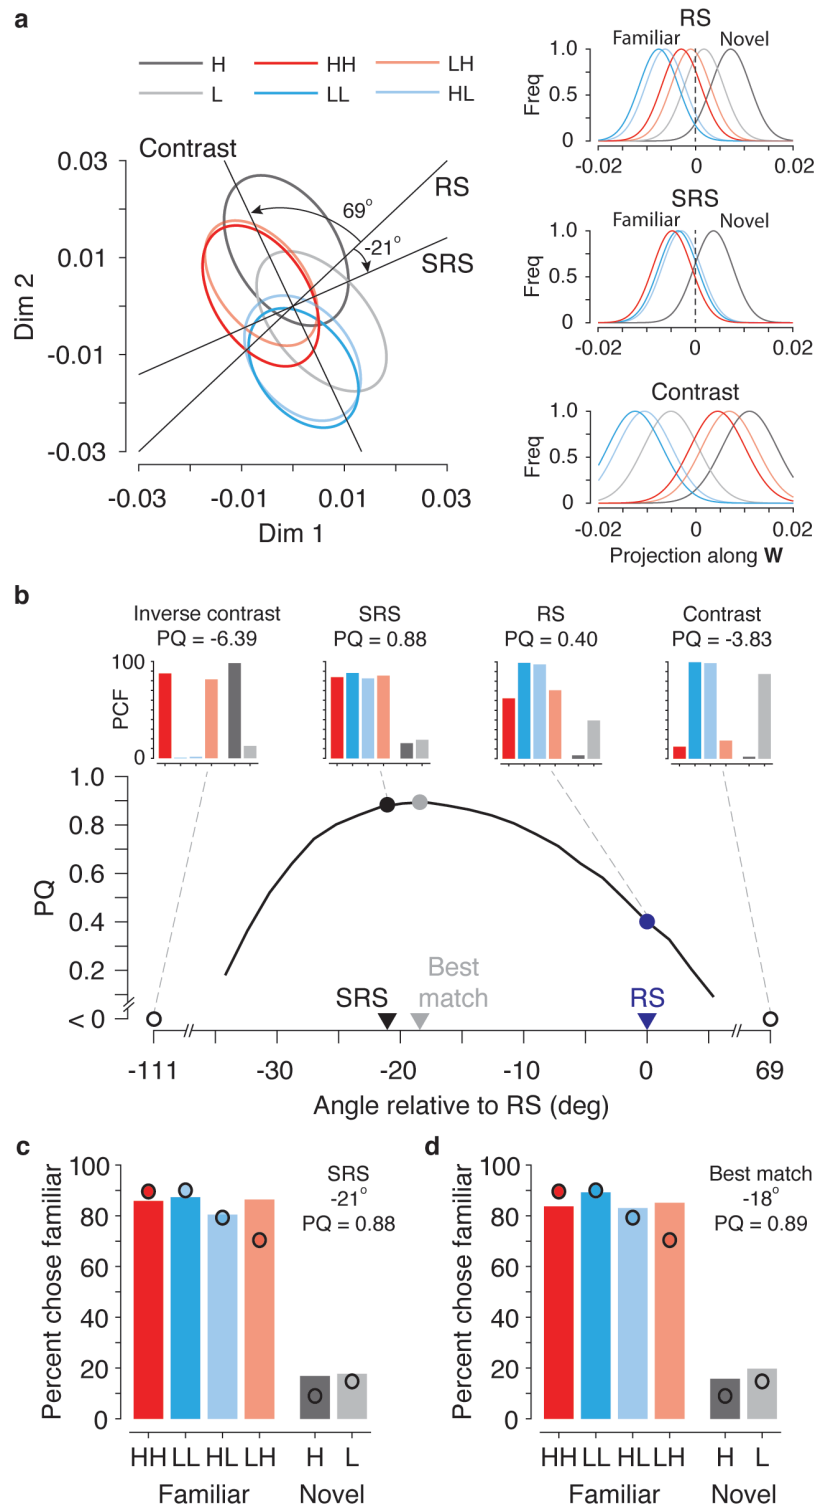 a
H HH LH
L LL HL
Contrast
RS
SRS
69°
-21°
0.03
0.01
-0.01
-0.03
Dim 2
-0.03 -0.01 0.01 0.03
Dim 1
RS
Familiar Novel
1.0
0.5
0
Freq
-0.02 0 0.02
SRS
Familiar Novel
1.0
0.5
0
Freq
-0.02 0 0.02
Contrast
1.0
0.5
0
Freq
-0.02 0 0.02
Projection along W
b
Inverse contrast
PQ = -6.39
SRS
PQ = 0.88
RS
PQ = 0.40
Contrast
PQ = -3.83
100
PCF
0
1.0
0.8
0.6
0.4
0.2
< 0
PQ
SRS
Best
match
RS
-111 -30 -20 -10 0 69
Angle relative to RS (deg)
c
Percent chose familiar
100
80
60
40
20
0
SRS
-21°
PQ = 0.88
HH LL HL LH H L
Familiar Novel
d
Percent chose familiar
100
80
60
40
20
0
Best match
-18°
PQ = 0.89
HH LL HL LH H L
Familiar Novel